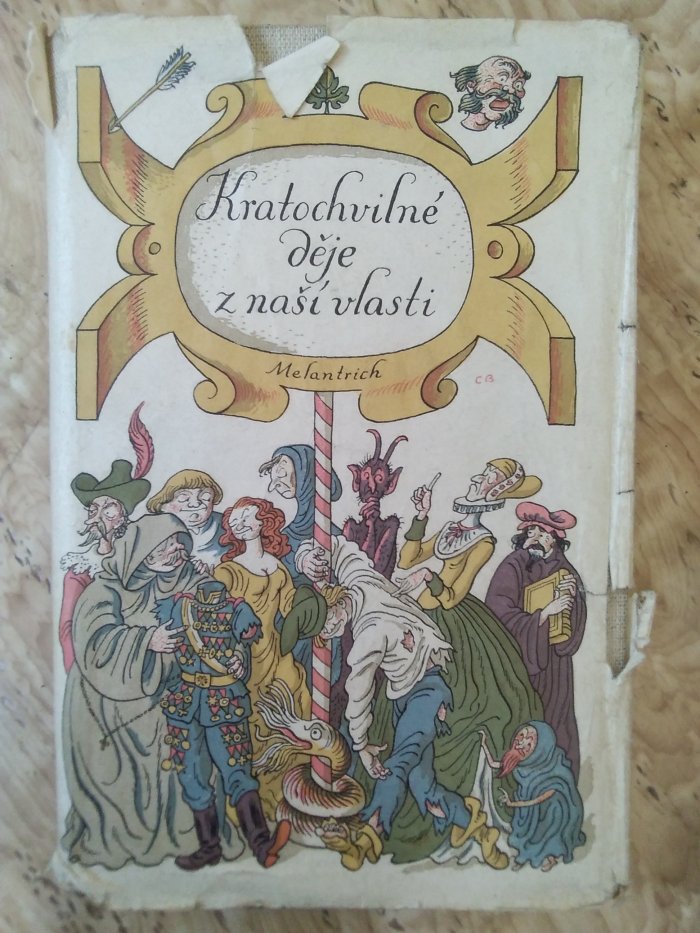 Kratochvilné
děje
z naší vlasti
Melantrich
CB